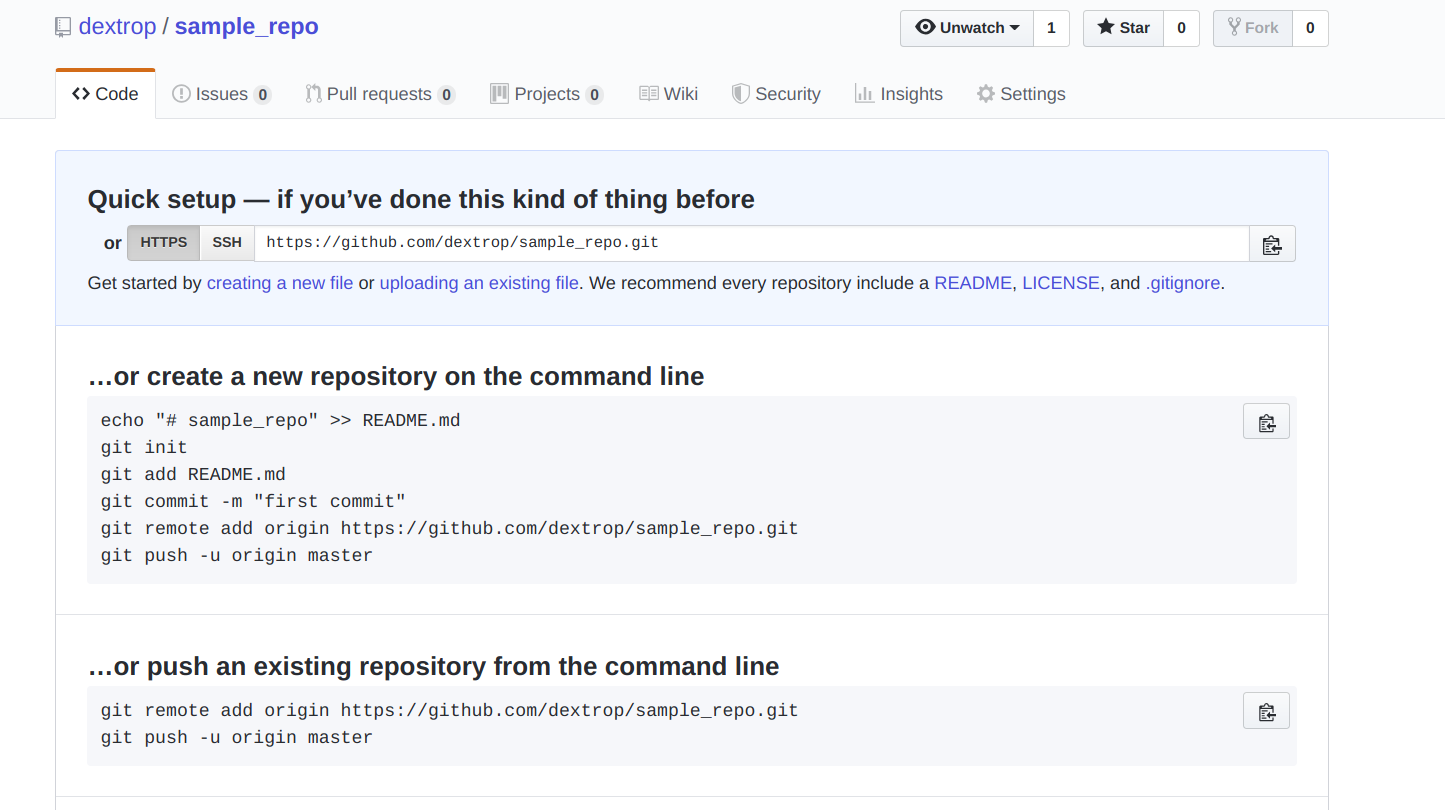 dextrop / sample_repo
Unwatch 1 Star 0 Fork 0
Code Issues 0 Pull requests 0 Projects 0 Wiki Security Insights Settings
Quick setup — if you’ve done this kind of thing before
or HTTPS SSH https://github.com/dextrop/sample_repo.git
Get started by creating a new file or uploading an existing file. We recommend every repository include a README, LICENSE, and .gitignore.
…or create a new repository on the command line
echo "# sample_repo" >> README.md
git init
git add README.md
git commit -m "first commit"
git remote add origin https://github.com/dextrop/sample_repo.git
git push -u origin master
…or push an existing repository from the command line
git remote add origin https://github.com/dextrop/sample_repo.git
git push -u origin master